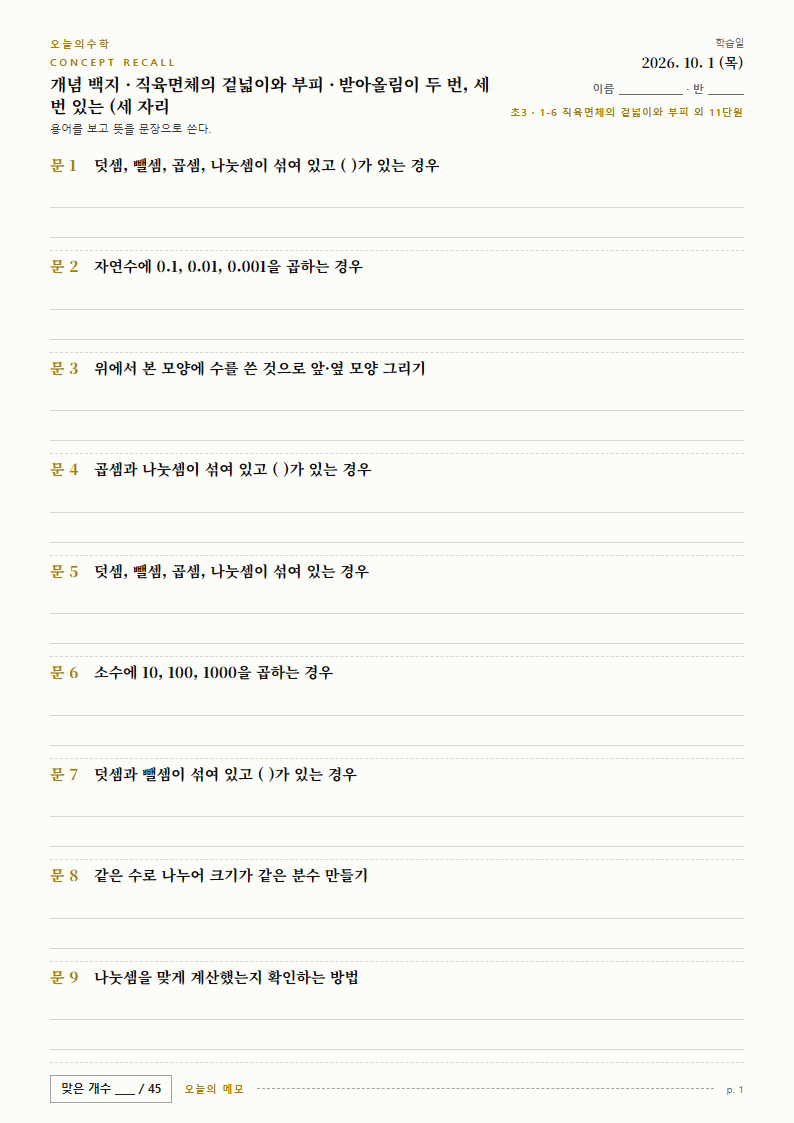 오늘의수학
CONCEPT RECALL
개념 백지 · 직육면체의 겉넓이와 부피 · 받아올림이 두 번, 세
번 있는 (세 자리
용어를 보고 뜻을 문장으로 쓴다.
학습일
2026. 10. 1 (목)
이름 ________ · 반 ____
초3 · 1-6 직육면체의 겉넓이와 부피 외 11단원
문 1 덧셈, 뺄셈, 곱셈, 나눗셈이 섞여 있고 ( )가 있는 경우
문 2 자연수에 0.1, 0.01, 0.001을 곱하는 경우
문 3 위에서 본 모양에 수를 쓴 것으로 앞·옆 모양 그리기
문 4 곱셈과 나눗셈이 섞여 있고 ( )가 있는 경우
문 5 덧셈, 뺄셈, 곱셈, 나눗셈이 섞여 있는 경우
문 6 소수에 10, 100, 1000을 곱하는 경우
문 7 덧셈과 뺄셈이 섞여 있고 ( )가 있는 경우
문 8 같은 수로 나누어 크기가 같은 분수 만들기
문 9 나눗셈을 맞게 계산했는지 확인하는 방법
맞은 개수 ___ / 45
오늘의 메모
p. 1